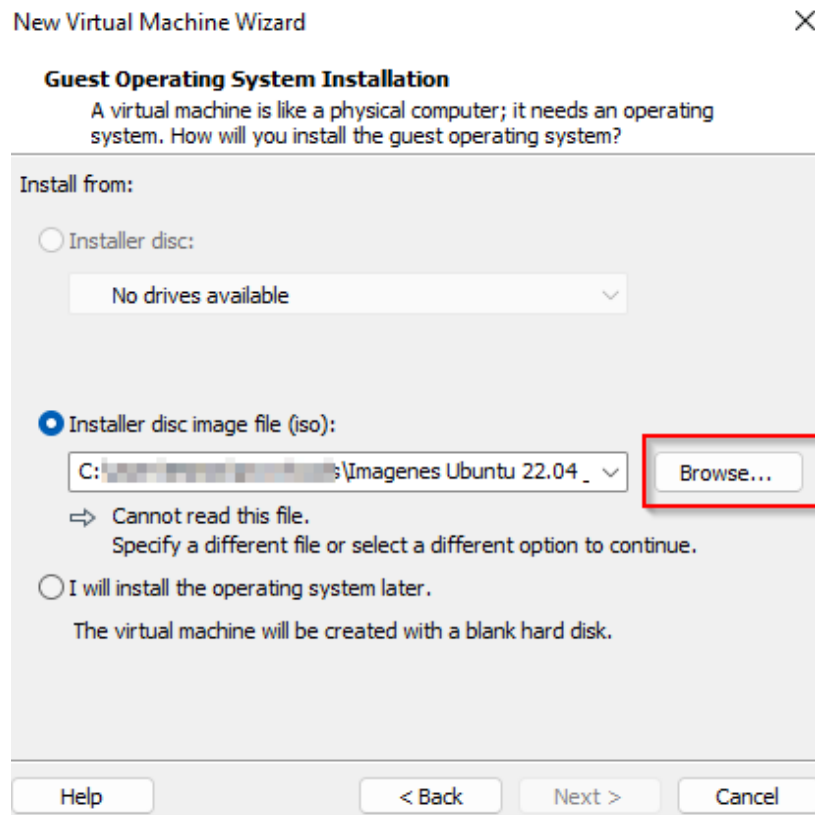 New Virtual Machine Wizard
Guest Operating System Installation
A virtual machine is like a physical computer; it needs an operating
system. How will you install the guest operating system?
Install from:
Installer disc:
No drives available
Installer disc image file (iso):
C: s\Imagenes Ubuntu 22.04 _
Browse...
Cannot read this file.
Specify a different file or select a different option to continue.
I will install the operating system later.
The virtual machine will be created with a blank hard disk.
Help
< Back
Next >
Cancel